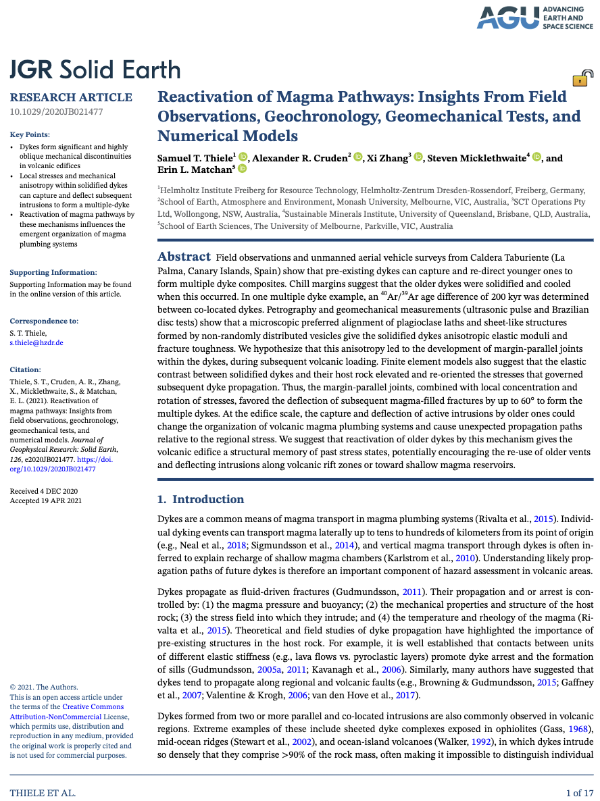 AGU ADVANCING
EARTH AND
SPACE SCIENCE
JGR Solid Earth
RESEARCH ARTICLE
10.1029/2020JB021477
Key Points:
• Dykes form significant and highly
oblique mechanical discontinuities
in volcanic edifices
• Local stresses and mechanical
anisotropy within solidified dykes
can capture and deflect subsequent
intrusions to form a multiple-dyke
• Reactivation of magma pathways by
these mechanisms influences the
emergent organization of magma
plumbing systems
Supporting Information:
Supporting Information may be found
in the online version of this article.
Correspondence to:
S. T. Thiele,
s.thiele@hzdr.de
Citation:
Thiele, S. T., Cruden, A. R., Zhang,
X., Micklethwaite, S., & Matchan,
E. L. (2021). Reactivation of
magma pathways: Insights from
field observations, geochronology,
geomechanical tests, and
numerical models. Journal of
Geophysical Research: Solid Earth,
126, e2020JB021477. https://doi.
org/10.1029/2020JB021477
Received 4 DEC 2020
Accepted 19 APR 2021
© 2021. The Authors.
This is an open access article under
the terms of the Creative Commons
Attribution-NonCommercial License,
which permits use, distribution and
reproduction in any medium, provided
the original work is properly cited and
is not used for commercial purposes.
Reactivation of Magma Pathways: Insights From Field
Observations, Geochronology, Geomechanical Tests, and
Numerical Models
Samuel T. Thiele1, Alexander R. Cruden2, Xi Zhang3, Steven Micklethwaite4, and
Erin L. Matchan5
1Helmholtz Institute Freiberg for Resource Technology, Helmholtz-Zentrum Dresden-Rossendorf, Freiberg, Germany,
2School of Earth, Atmosphere and Environment, Monash University, Melbourne, VIC, Australia, 3SCT Operations Pty
Ltd, Wollongong, NSW, Australia, 4Sustainable Minerals Institute, University of Queensland, Brisbane, QLD, Australia,
5School of Earth Sciences, The University of Melbourne, Parkville, VIC, Australia
Abstract Field observations and unmanned aerial vehicle surveys from Caldera Taburiente (La
Palma, Canary Islands, Spain) show that pre-existing dykes can capture and re-direct younger ones to
form multiple dyke composites. Chill margins suggest that the older dykes were solidified and cooled
when this occurred. In one multiple dyke example, an 40Ar/39Ar age difference of 200 kyr was determined
between co-located dykes. Petrography and geomechanical measurements (ultrasonic pulse and Brazilian
disc tests) show that a microscopic preferred alignment of plagioclase laths and sheet-like structures
formed by non-randomly distributed vesicles give the solidified dykes anisotropic elastic moduli and
fracture toughness. We hypothesize that this anisotropy led to the development of margin-parallel joints
within the dykes, during subsequent volcanic loading. Finite element models also suggest that the elastic
contrast between solidified dykes and their host rock elevated and re-oriented the stresses that governed
subsequent dyke propagation. Thus, the margin-parallel joints, combined with local concentration and
rotation of stresses, favored the deflection of subsequent magma-filled fractures by up to 60° to form the
multiple dykes. At the edifice scale, the capture and deflection of active intrusions by older ones could
change the organization of volcanic magma plumbing systems and cause unexpected propagation paths
relative to the regional stress. We suggest that reactivation of older dykes by this mechanism gives the
volcanic edifice a structural memory of past stress states, potentially encouraging the re-use of older vents
and deflecting intrusions along volcanic rift zones or toward shallow magma reservoirs.
1. Introduction
Dykes are a common means of magma transport in magma plumbing systems (Rivalta et al., 2015). Individ-
ual dyking events can transport magma laterally up to tens to hundreds of kilometers from its point of origin
(e.g., Neal et al., 2018; Sigmundsson et al., 2014), and vertical magma transport through dykes is often in-
ferred to explain recharge of shallow magma chambers (Karlstrom et al., 2010). Understanding likely prop-
agation paths of future dykes is therefore an important component of hazard assessment in volcanic areas.
Dykes propagate as fluid-driven fractures (Gudmundsson, 2011). Their propagation and or arrest is con-
trolled by: (1) the magma pressure and buoyancy; (2) the mechanical properties and structure of the host
rock; (3) the stress field into which they intrude; and (4) the temperature and rheology of the magma (Ri-
valta et al., 2015). Theoretical and field studies of dyke propagation have highlighted the importance of
pre-existing structures in the host rock. For example, it is well established that contacts between units
of different elastic stiffness (e.g., lava flows vs. pyroclastic layers) promote dyke arrest and the formation
of sills (Gudmundsson, 2005a, 2011; Kavanagh et al., 2006). Similarly, many authors have suggested that
dykes tend to propagate along regional and volcanic faults (e.g., Browning & Gudmundsson, 2015; Gaffney
et al., 2007; Valentine & Krogh, 2006; van den Hove et al., 2017).
Dykes formed from two or more parallel and co-located intrusions are also commonly observed in volcanic
regions. Extreme examples of these include sheeted dyke complexes exposed in ophiolites (Gass, 1968),
mid-ocean ridges (Stewart et al., 2002), and ocean-island volcanoes (Walker, 1992), in which dykes intrude
so densely that they comprise >90% of the rock mass, often making it impossible to distinguish individual
THIELE ET AL.
1 of 17